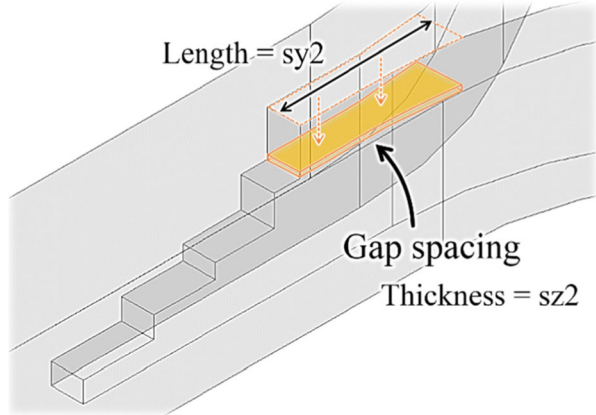 Length = sy2
Gap spacing
Thickness = sz2